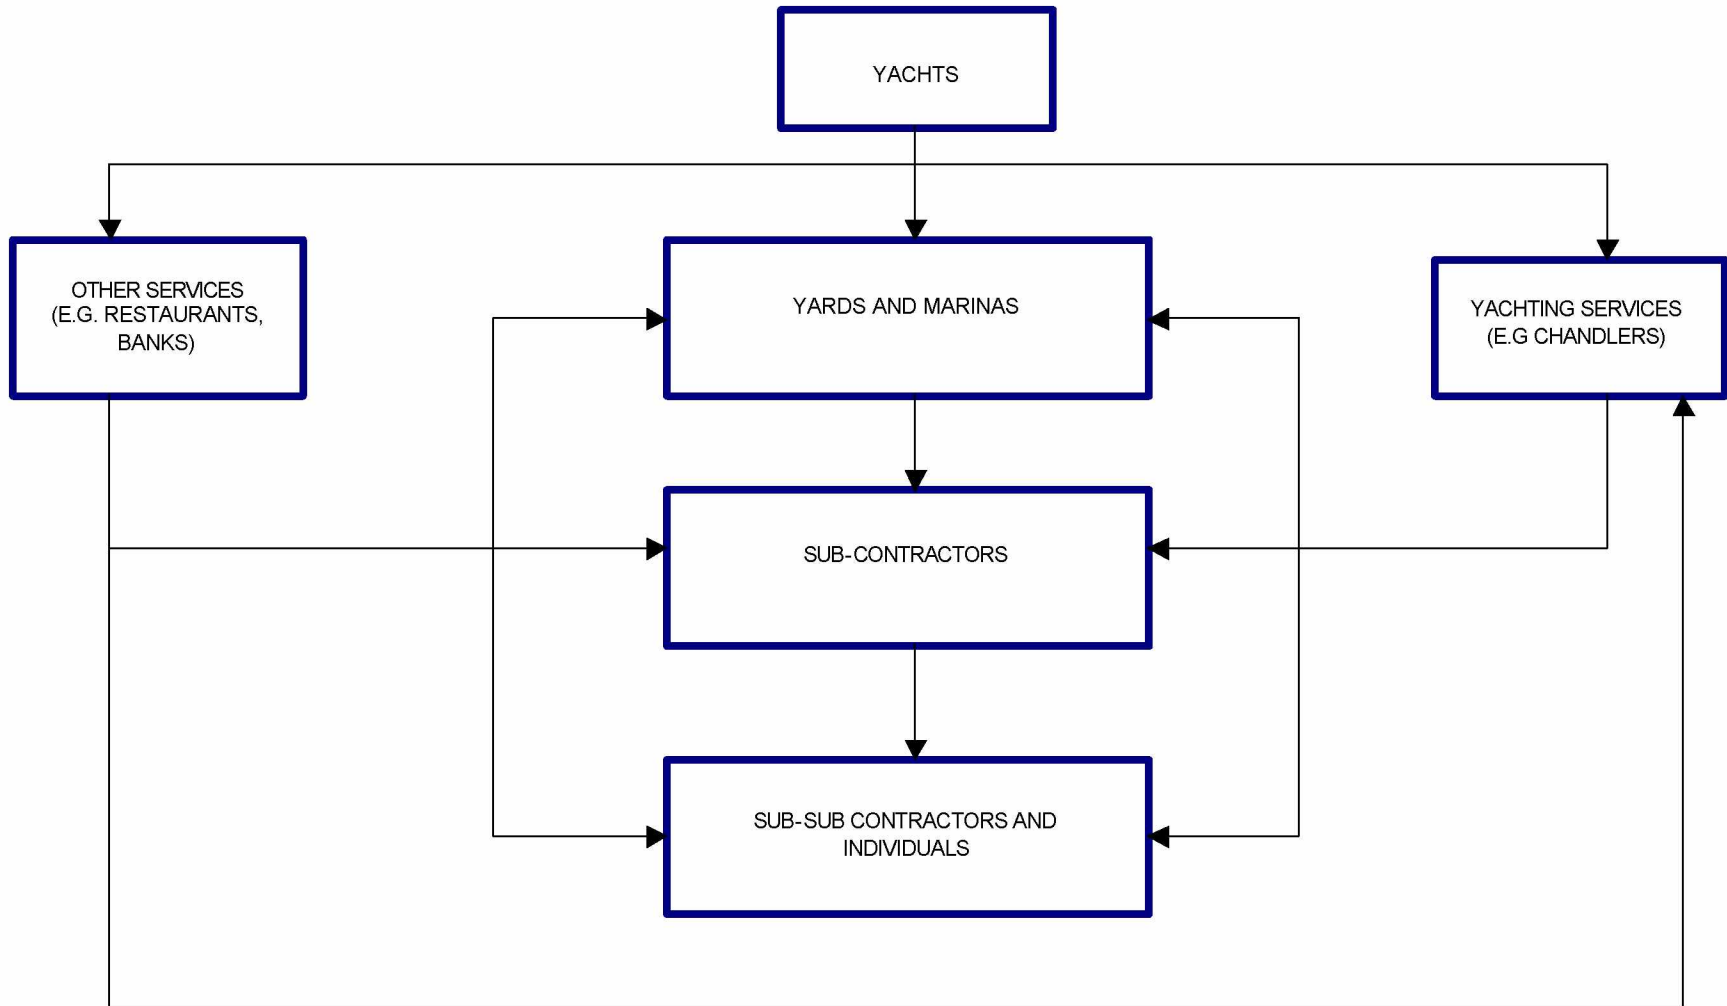 YACHTS
OTHER SERVICES
(E.G. RESTAURANTS,
BANKS)
YARDS AND MARINAS
YACHTING SERVICES
(E.G CHANDLERS)
SUB-CONTRACTORS
SUB-SUB CONTRACTORS AND
INDIVIDUALS